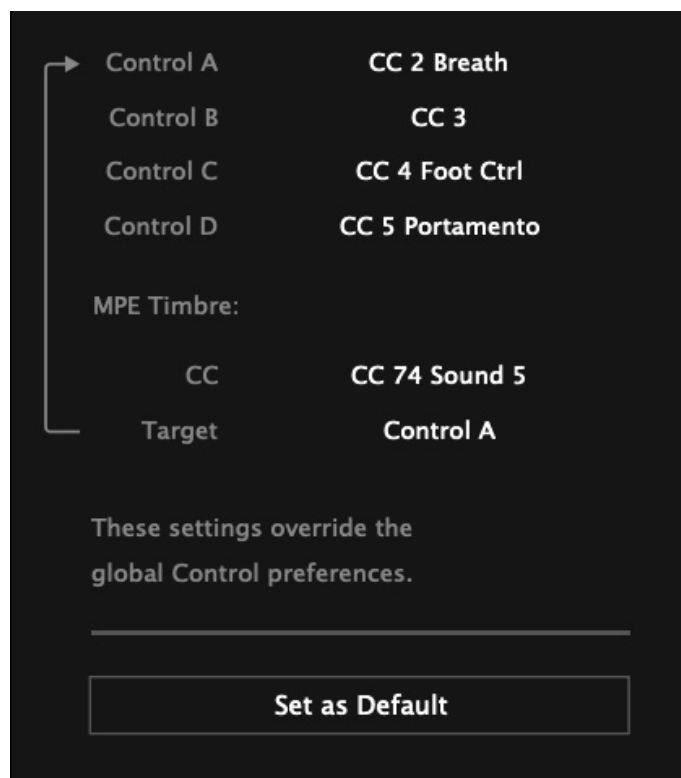 Control A CC 2 Breath
Control B CC 3
Control C CC 4 Foot Ctrl
Control D CC 5 Portamento
MPE Timbre:
CC CC 74 Sound 5
Target Control A
These settings override the
global Control preferences.
Set as Default